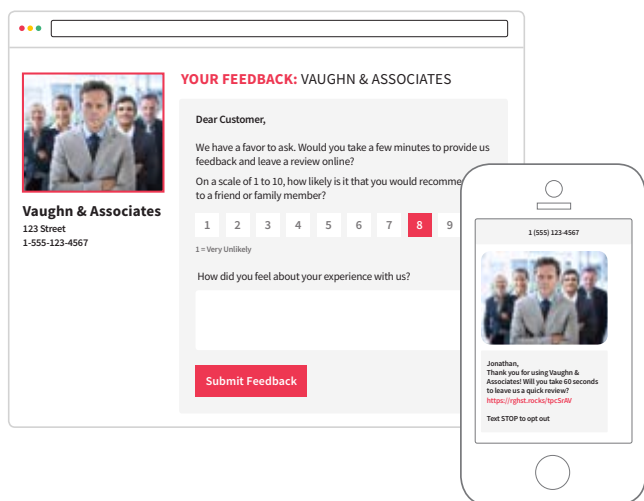 YOUR FEEDBACK: VAUGHN & ASSOCIATES
Dear Customer,
We have a favor to ask. Would you take a few minutes to provide us
feedback and leave a review online?
On a scale of 1 to 10, how likely is it that you would recomme
to a friend or family member?
1 2 3 4 5 6 7 8 9
1 = Very Unlikely
How did you feel about your experience with us?
Submit Feedback
Vaughn & Associates
123 Street
1-555-123-4567
1 (555) 123-4567
Jonathan,
Thank you for using Vaughn &
Associates! Will you take 60 seconds
to leave us a quick review?
https://rghst.rocks/tpcSrAV
Text STOP to opt out